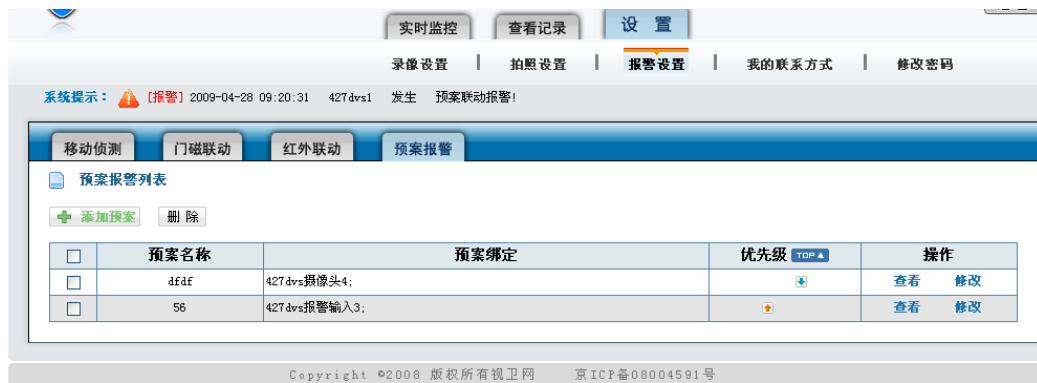 实时监控 查看记录 设 置
录像设置 | 拍照设置 | 报警设置 | 我的联系方式 | 修改密码
系统提示： [报警] 2009-04-28 09:20:31 427dvs1 发生 预案联动报警!
移动侦测 门磁联动 红外联动 预案报警
预案报警列表
添加预案 删 除
预案名称 预案绑定 优先级 TOP▲ 操作
dfdf 427dvs摄像头4; 查看 修改
56 427dvs报警输入3; 查看 修改
Copyright ©2008 版权所有视卫网 京ICP备08004591号